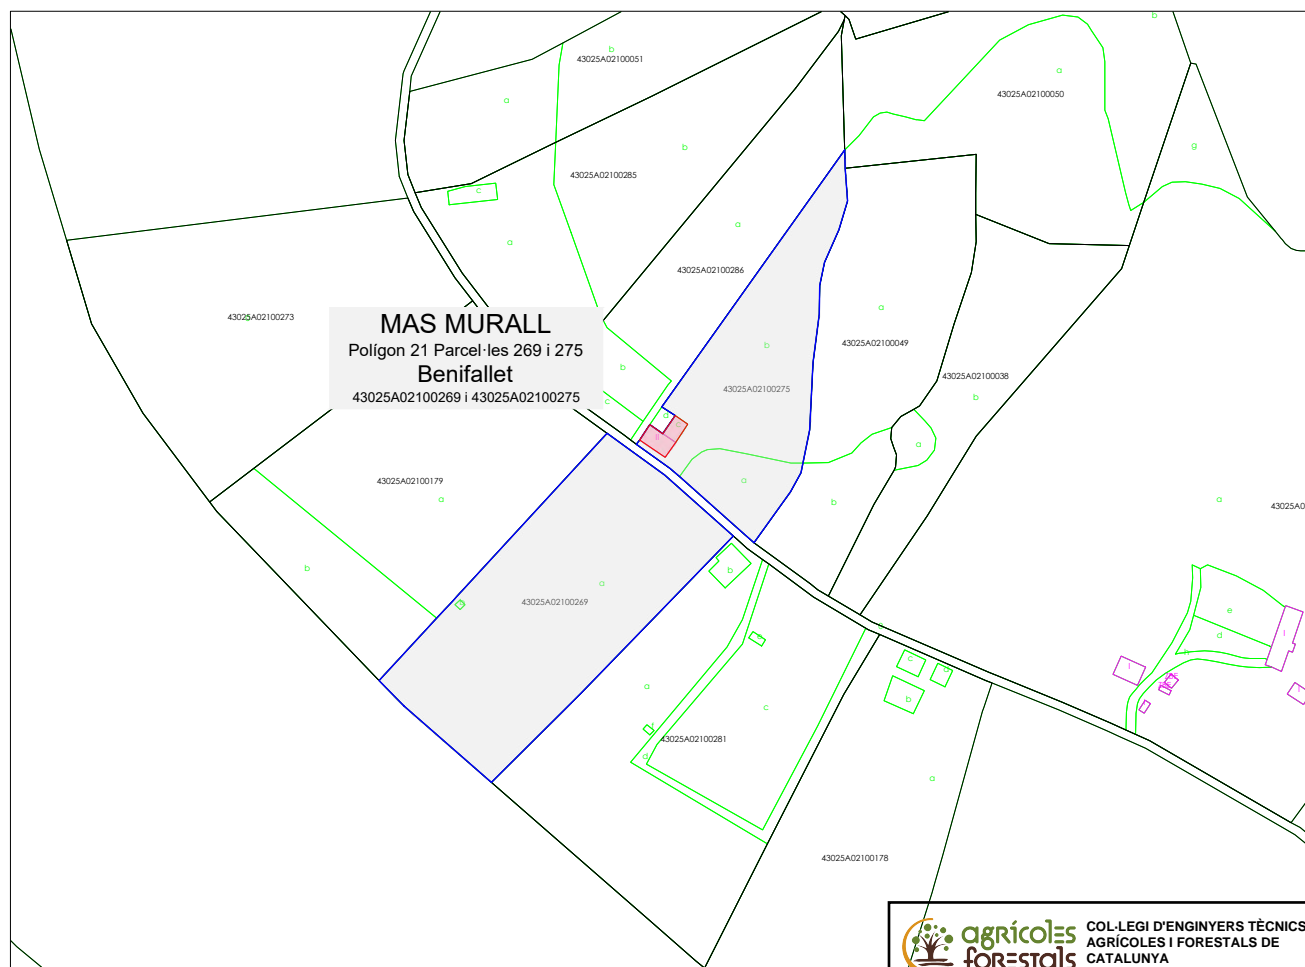 b
b
43025A02100051
a
a
43025A02100050
b
43025A02100285
g
c
a
a
43025A02100286
43025A02100273
a
43025A02100049
MAS MURALL
Polígon 21 Parcel·les 269 i 275
Benifallet
43025A02100269 i 43025A02100275
b
b
43025A02100275
43025A02100038
b
c
a
c
a
a
43025A02100179
a
b
a
43025A0
b
b
a
43025A02100269
e
d
I
I
I
a
c
b
a
c
43025A02100281
a
43025A02100178
agrícoles
forestals
COL·LEGI D'ENGINYERS TÈCNICS
AGRÍCOLES I FORESTALS DE
CATALUNYA